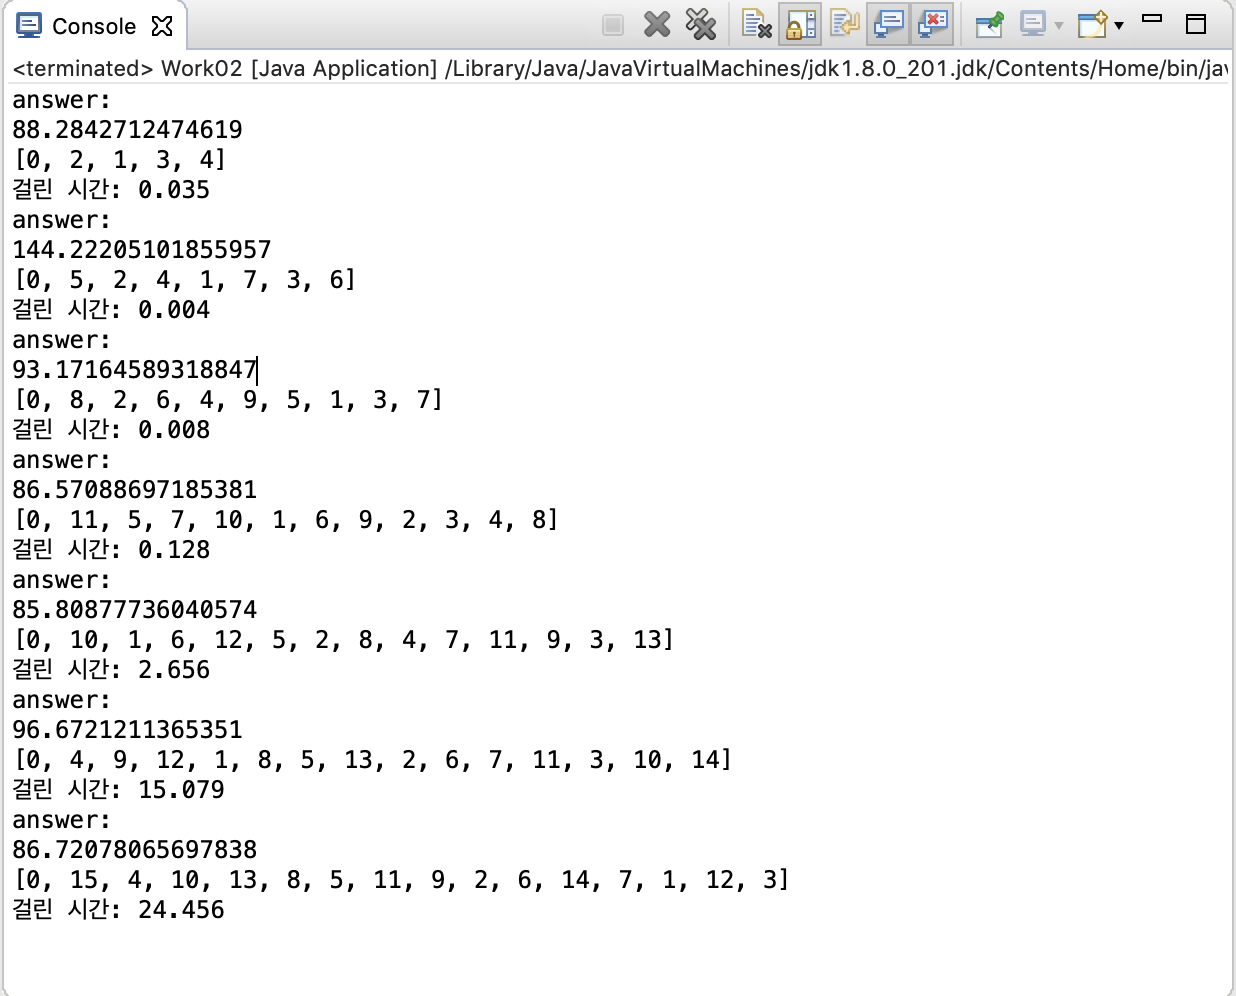 Console
<terminated> Work02 [Java Application] /Library/Java/JavaVirtualMachines/jdk1.8.0_201.jdk/Contents/Home/bin/jav
answer:
88.2842712474619
[0, 2, 1, 3, 4]
걸린 시간: 0.035
answer:
144.22205101855957
[0, 5, 2, 4, 1, 7, 3, 6]
걸린 시간: 0.004
answer:
93.17164589318847
[0, 8, 2, 6, 4, 9, 5, 1, 3, 7]
걸린 시간: 0.008
answer:
86.57088697185381
[0, 11, 5, 7, 10, 1, 6, 9, 2, 3, 4, 8]
걸린 시간: 0.128
answer:
85.80877736040574
[0, 10, 1, 6, 12, 5, 2, 8, 4, 7, 11, 9, 3, 13]
걸린 시간: 2.656
answer:
96.6721211365351
[0, 4, 9, 12, 1, 8, 5, 13, 2, 6, 7, 11, 3, 10, 14]
걸린 시간: 15.079
answer:
86.72078065697838
[0, 15, 4, 10, 13, 8, 5, 11, 9, 2, 6, 14, 7, 1, 12, 3]
걸린 시간: 24.456